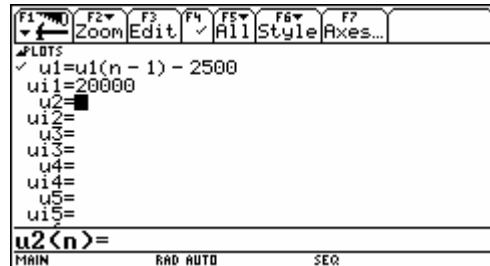 F1 F2 Zoom F3 Edit F4 ✓ F5 All F6 Style F7 Axes...
PLOTS
✓ u1=u1(n - 1) - 2500
ui1=20000
u2=
ui2=
u3=
ui3=
u4=
ui4=
u5=
ui5=
u2(n)=
MAIN RAD AUTO SEQ